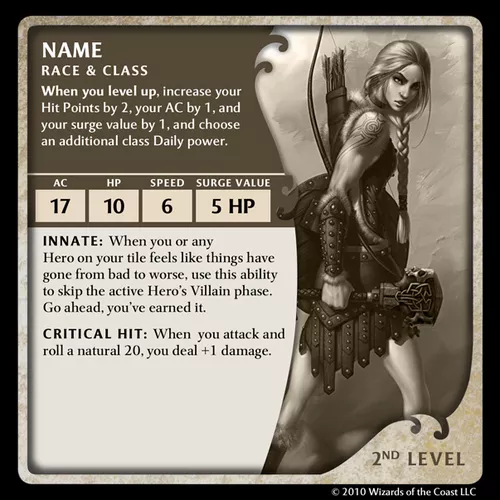 NAME
RACE & CLASS
When you level up, increase your
Hit Points by 2, your AC by 1, and
your surge value by 1, and choose
an additional class Daily power.
AC HP SPEED SURGE VALUE
17 10 6 5 HP
INNATE: When you or any
Hero on your tile feels like things have
gone from bad to worse, use this ability
to skip the active Hero's Villain phase.
Go ahead, you've earned it.
CRITICAL HIT: When you attack and
roll a natural 20, you deal +1 damage.
2ND LEVEL
© 2010 Wizards of the Coast LLC